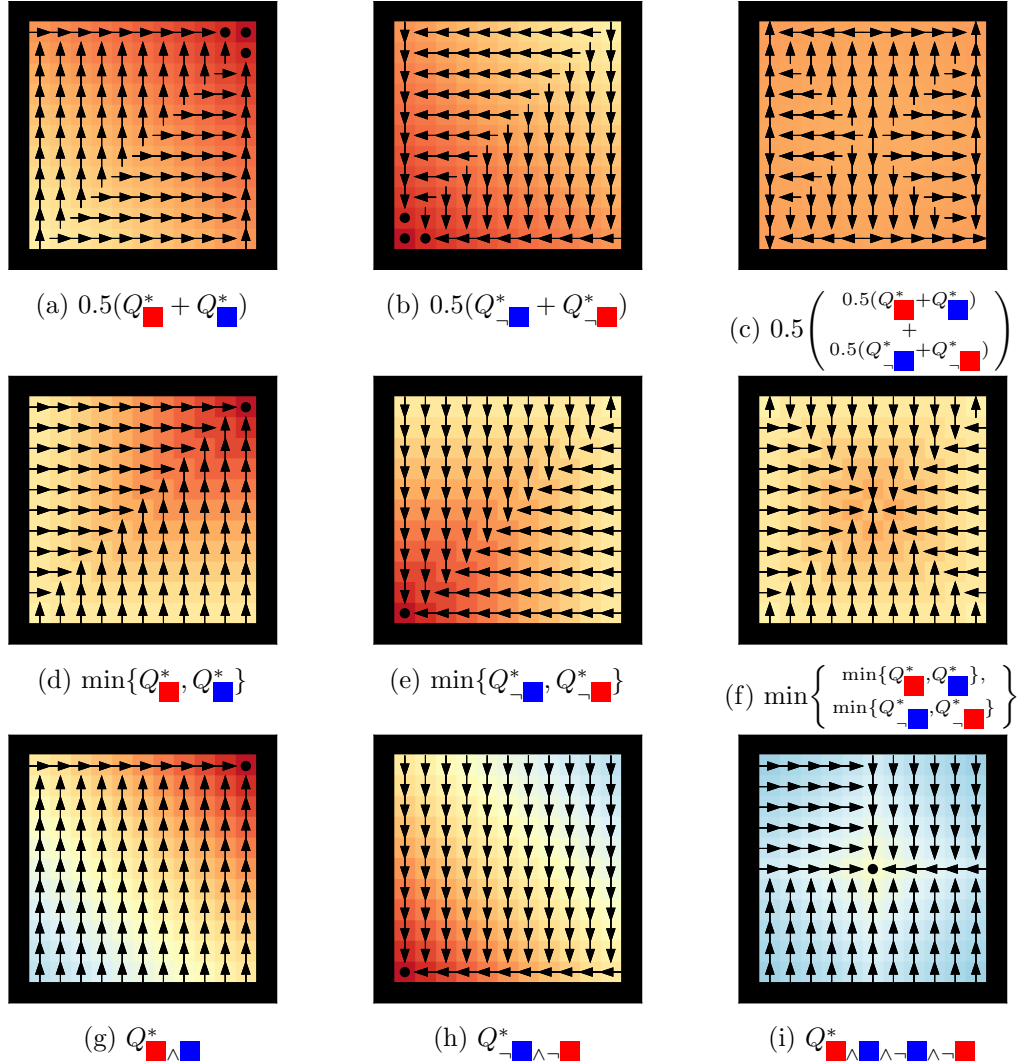 (a) 0.5(Q* + Q*)
(b) 0.5(Q*¬ + Q*¬)
(c) 0.5(0.5(Q*+Q*)
+
0.5(Q*¬+Q*¬))
(d) min{Q*, Q*}
(e) min{Q*¬, Q*¬}
(f) min{min{Q*,Q*},
min{Q*¬,Q*¬}}
(g) Q*∧
(h) Q*¬∧¬
(i) Q*∧∧¬∧¬